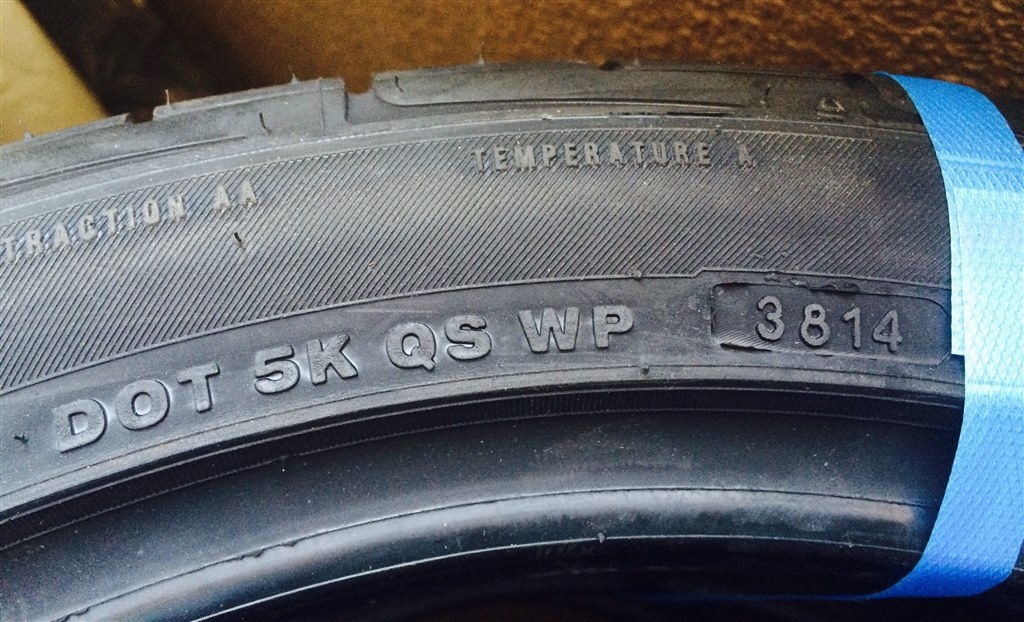 TEMPERATURE A
TRACTION AA
DOT 5K QS WP 3814